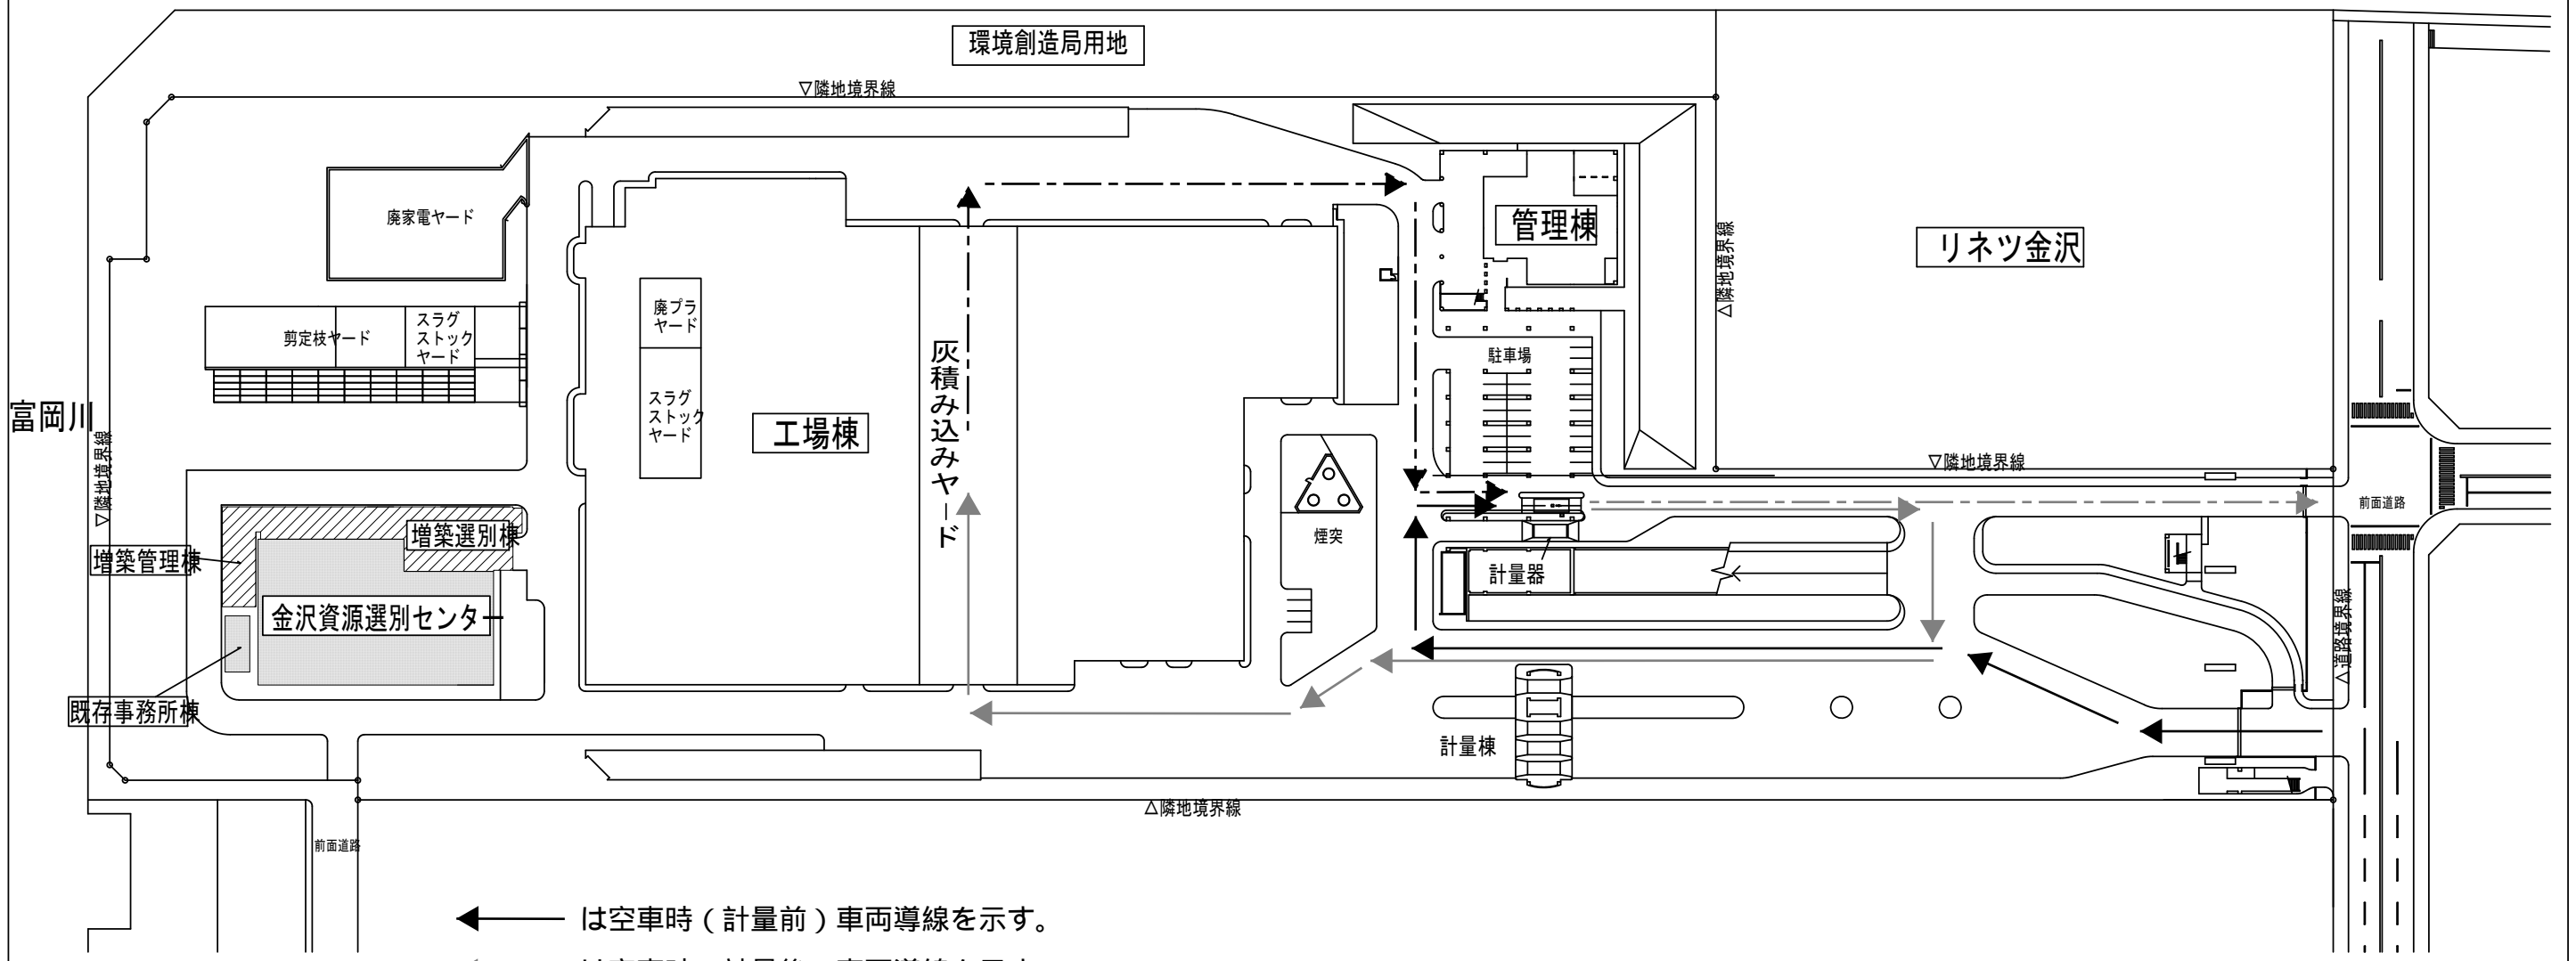 環境創造局用地
▽隣地境界線
廃家電ヤード
管理棟
△隣地境界線
リネツ金沢
剪定枝ヤード
スラグ
ストック
ヤード
廃プラ
ヤード
スラグ
ストック
ヤード
工場棟
灰積み込みヤード
駐車場
富岡川
▽隣地境界線
▽隣地境界線
前面道路
増築選別棟
増築管理棟
煙突
計量器
金沢資源選別センター
△道路境界線
既存事務所棟
計量棟
△隣地境界線
前面道路
は空車時（計量前）車両導線を示す。